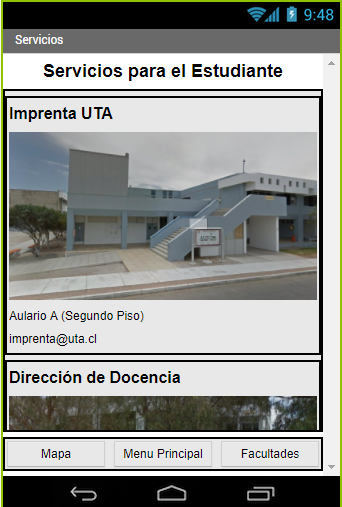 9:48
Servicios
Servicios para el Estudiante
Imprenta UTA
Aulario A (Segundo Piso)
imprenta@uta.cl
Dirección de Docencia
Mapa
Menu Principal
Facultades